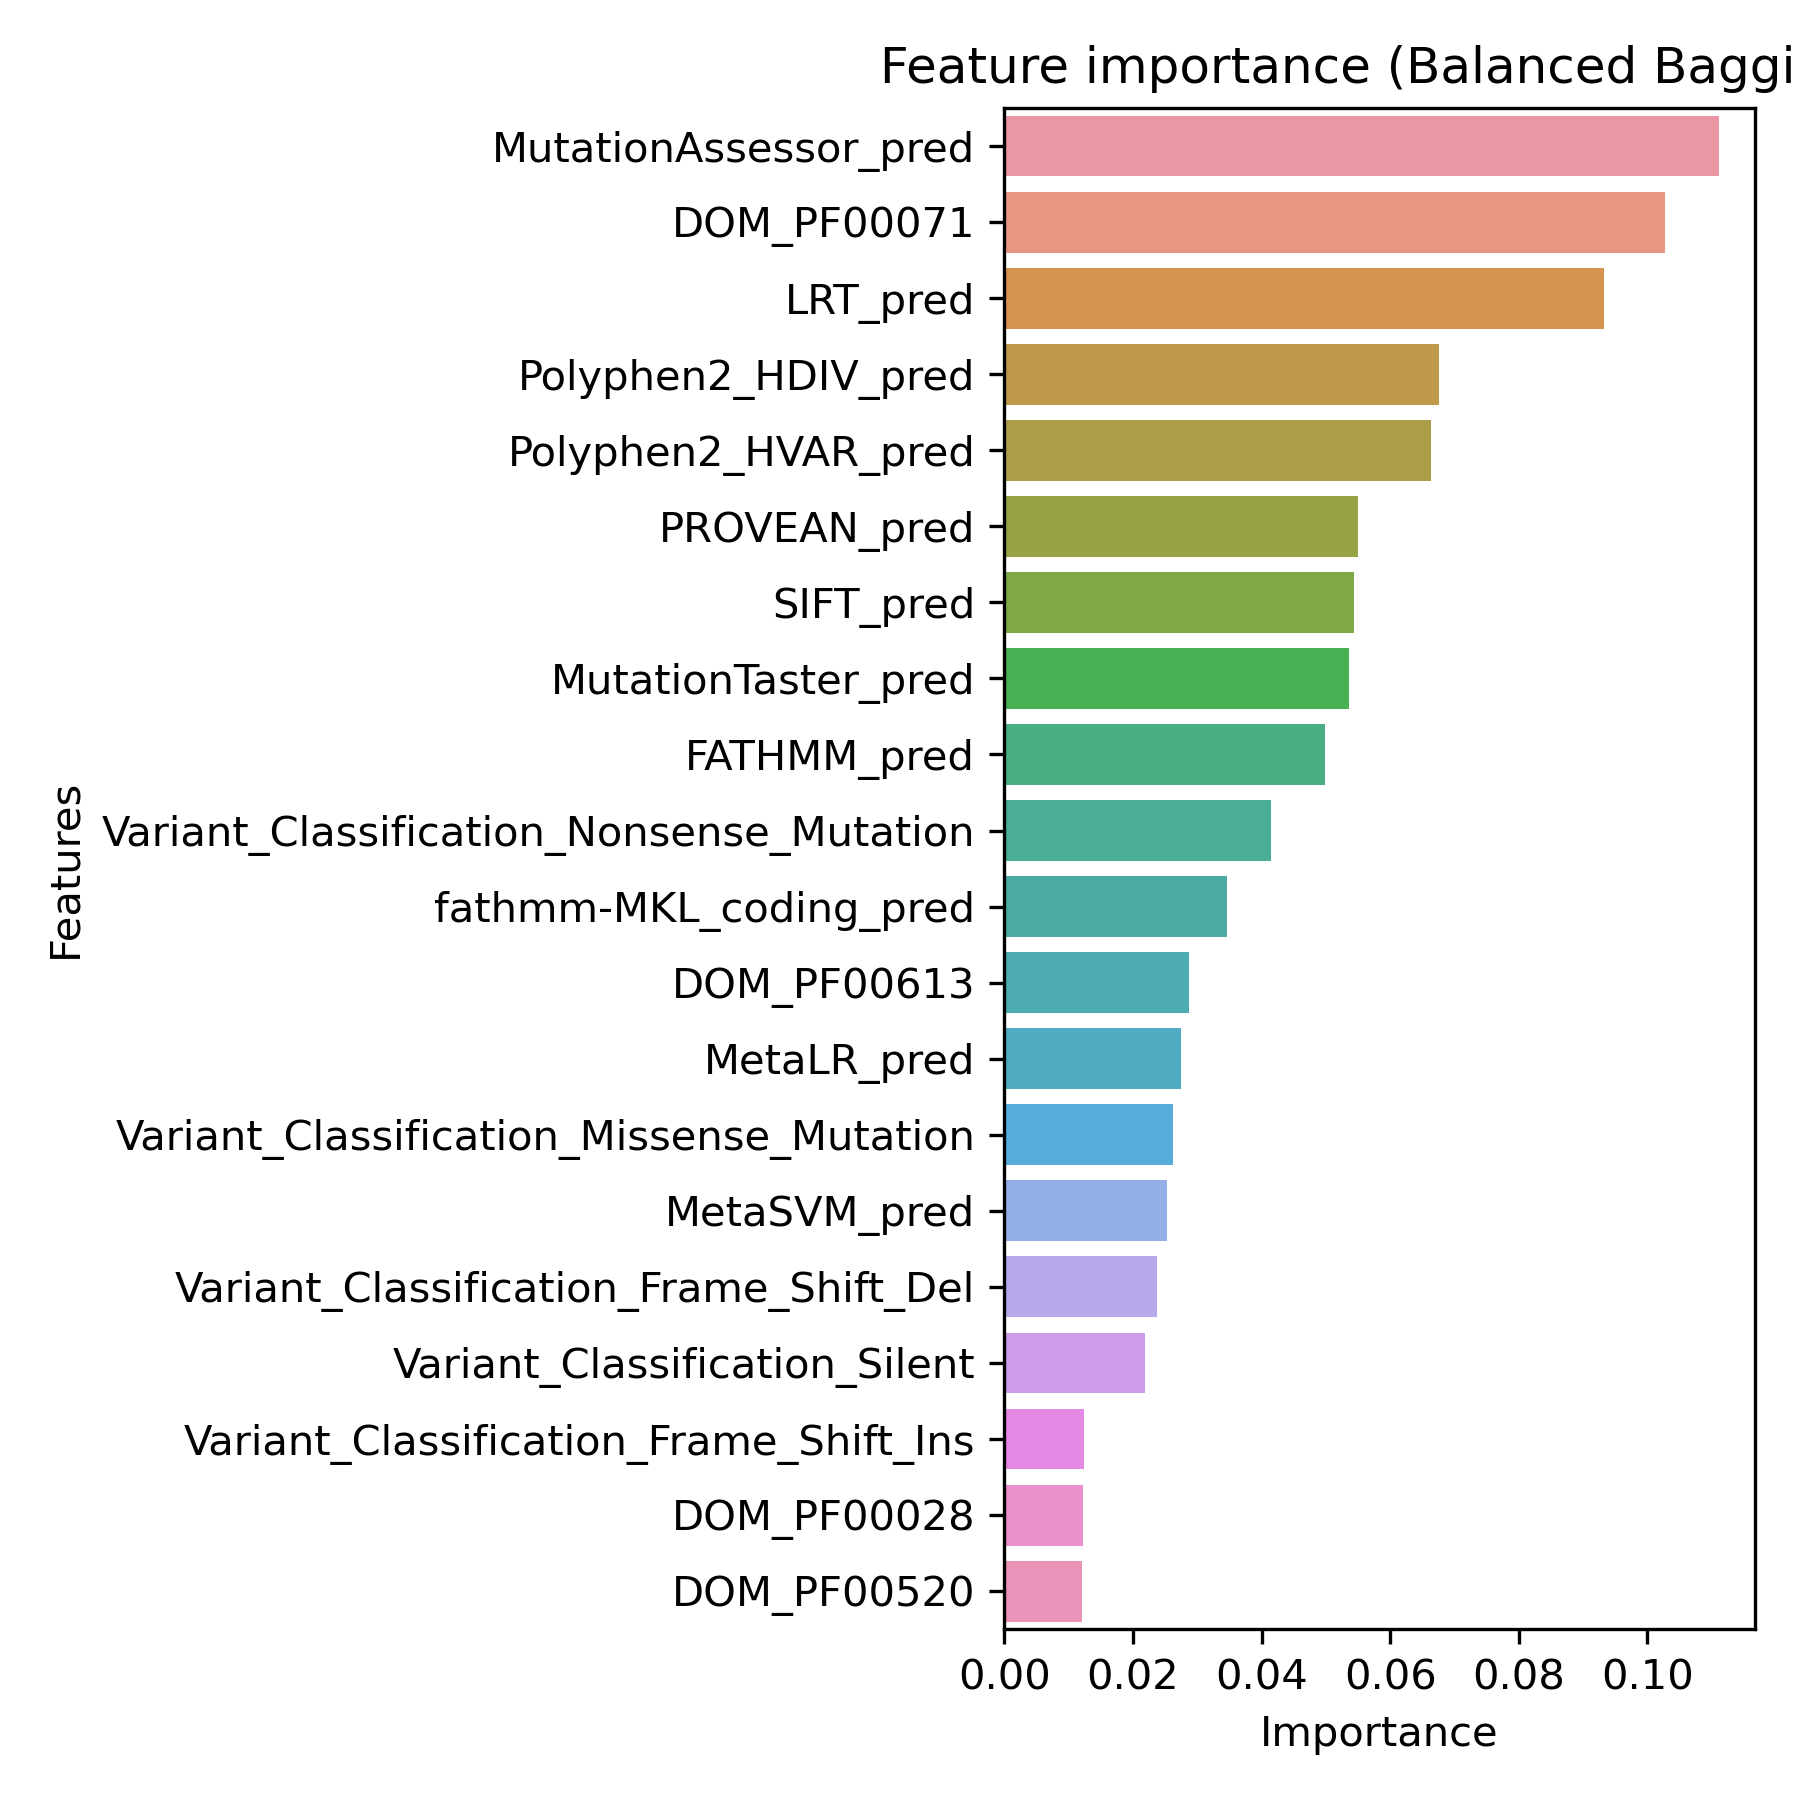 Feature importance (Balanced Baggi
MutationAssessor_pred
DOM_PF00071
LRT_pred
Polyphen2_HDIV_pred
Polyphen2_HVAR_pred
PROVEAN_pred
SIFT_pred
MutationTaster_pred
FATHMM_pred
Variant_Classification_Nonsense_Mutation
fathmm-MKL_coding_pred
DOM_PF00613
MetaLR_pred
Variant_Classification_Missense_Mutation
MetaSVM_pred
Variant_Classification_Frame_Shift_Del
Variant_Classification_Silent
Variant_Classification_Frame_Shift_Ins
DOM_PF00028
DOM_PF00520
Features
0.00 0.02 0.04 0.06 0.08 0.10
Importance